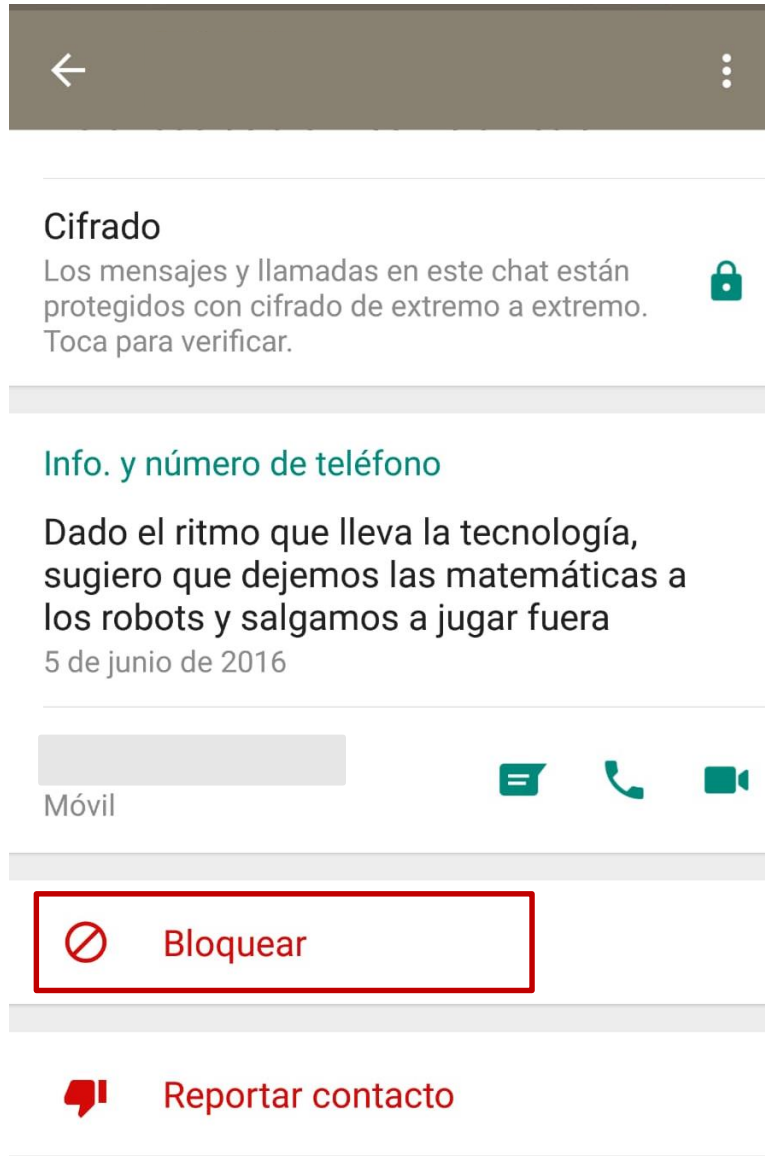 Cifrado
Los mensajes y llamadas en este chat están
protegidos con cifrado de extremo a extremo.
Toca para verificar.
Info. y número de teléfono
Dado el ritmo que lleva la tecnología,
sugiero que dejemos las matemáticas a
los robots y salgamos a jugar fuera
5 de junio de 2016
Móvil
Bloquear
Reportar contacto